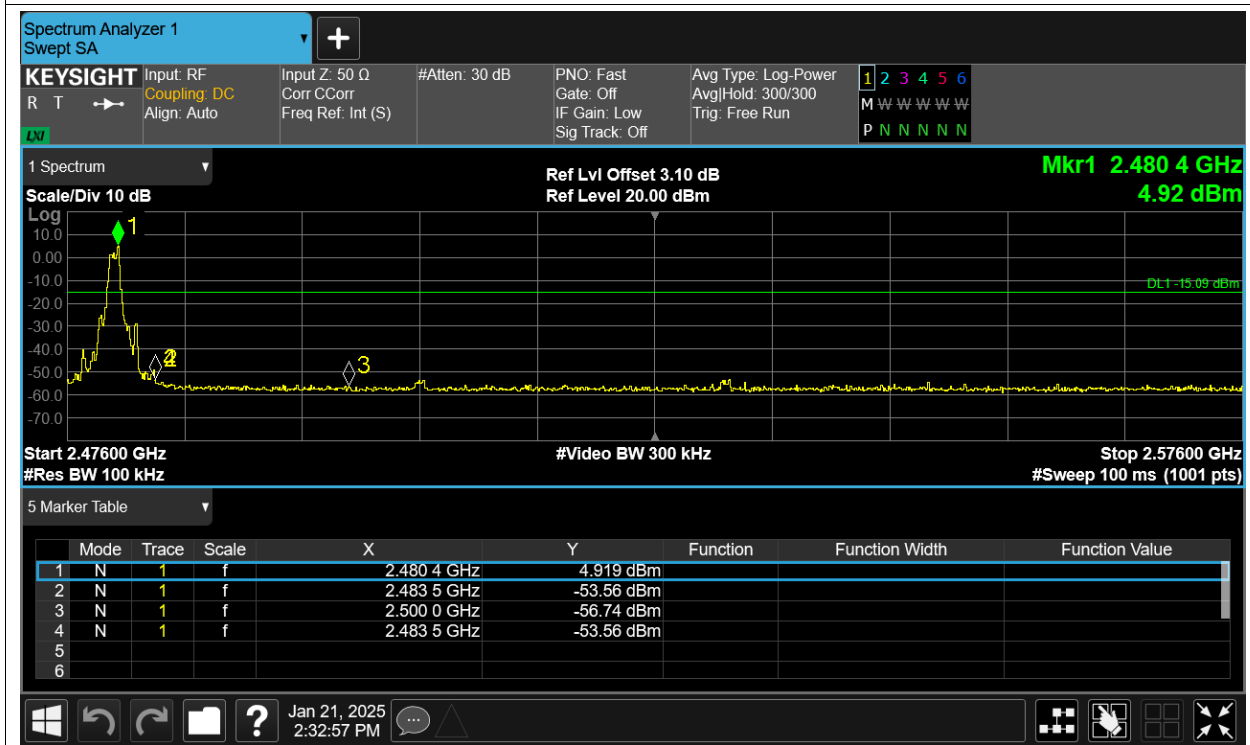 Spectrum Analyzer 1
Swept SA
KEYSIGHT
R T
LXI
Input: RF
Coupling: DC
Align: Auto
Input Z: 50 Ω
Corr CCorr
Freq Ref: Int (S)
#Atten: 30 dB
PNO: Fast
Gate: Off
IF Gain: Low
Sig Track: Off
Avg Type: Log-Power
Avg|Hold: 300/300
Trig: Free Run
1 2 3 4 5 6
M W W W W W
P N N N N N
1 Spectrum
Scale/Div 10 dB
Ref Lvl Offset 3.10 dB
Ref Level 20.00 dBm
Mkr1 2.480 4 GHz
4.92 dBm
Log
10.0
0.00
-10.0
-20.0
-30.0
-40.0
-50.0
-60.0
-70.0
1
DL1 -15.09 dBm
2
3
Start 2.47600 GHz
#Res BW 100 kHz
#Video BW 300 kHz
Stop 2.57600 GHz
#Sweep 100 ms (1001 pts)
5 Marker Table
Mode Trace Scale X Y Function Function Width Function Value
1 N 1 f 2.480 4 GHz 4.919 dBm
2 N 1 f 2.483 5 GHz -53.56 dBm
3 N 1 f 2.500 0 GHz -56.74 dBm
4 N 1 f 2.483 5 GHz -53.56 dBm
5
6
?
Jan 21, 2025
2:32:57 PM